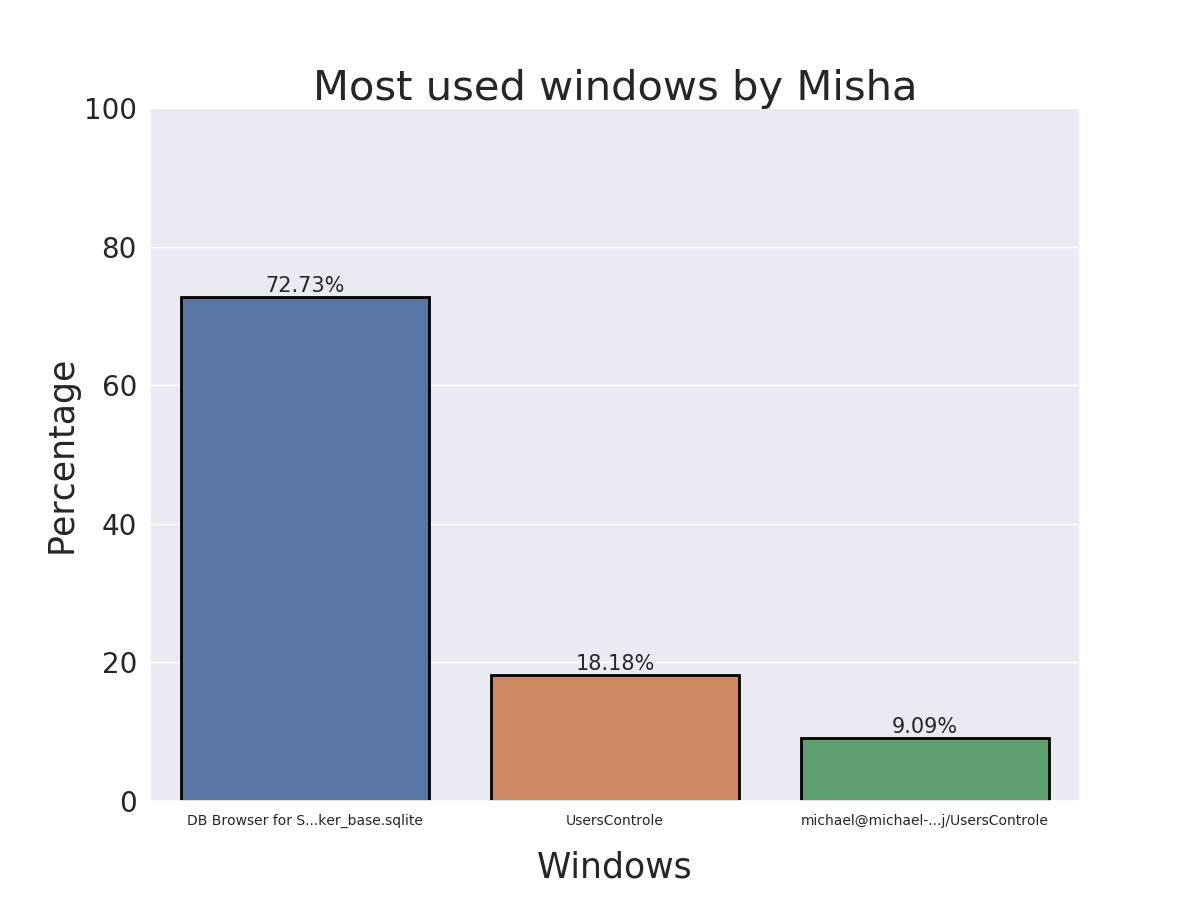 Most used windows by Misha
100
80
60
40
20
0
Percentage
72.73%
18.18%
9.09%
DB Browser for S...ker_base.sqlite
UsersControle
michael@michael-...j/UsersControle
Windows